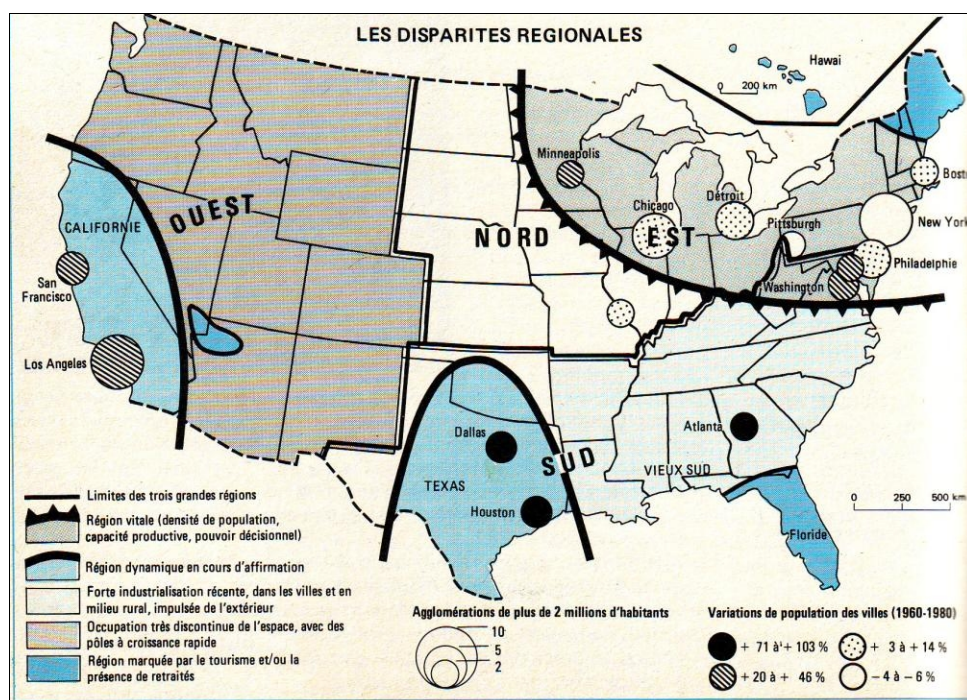 LES DISPARITES REGIONALES
Hawai
0 200 km
Minneapolis
Bost
Chicago
Détroit
OUEST
CALIFORNIE
NORD
EST
Pittsburgh
New York
Philadelphie
Washington
San
Francisco
Los Angeles
Dallas
Atlanta
SUD
TEXAS
VIEUX SUD
Houston
Floride
0 250 500 km
Limites des trois grandes régions
Région vitale (densité de population,
capacité productive, pouvoir décisionnel)
Région dynamique en cours d'affirmation
Forte industrialisation récente, dans les villes et en
milieu rural, impulsée de l'extérieur
Occupation très discontinue de l'espace, avec des
pôles à croissance rapide
Région marquée par le tourisme et/ou la
présence de retraités
Agglomérations de plus de 2 millions d'habitants
10
5
2
Variations de population des villes (1960-1980)
+ 71 à + 103 %
+ 3 à + 14 %
+ 20 à + 46 %
− 4 à − 6 %